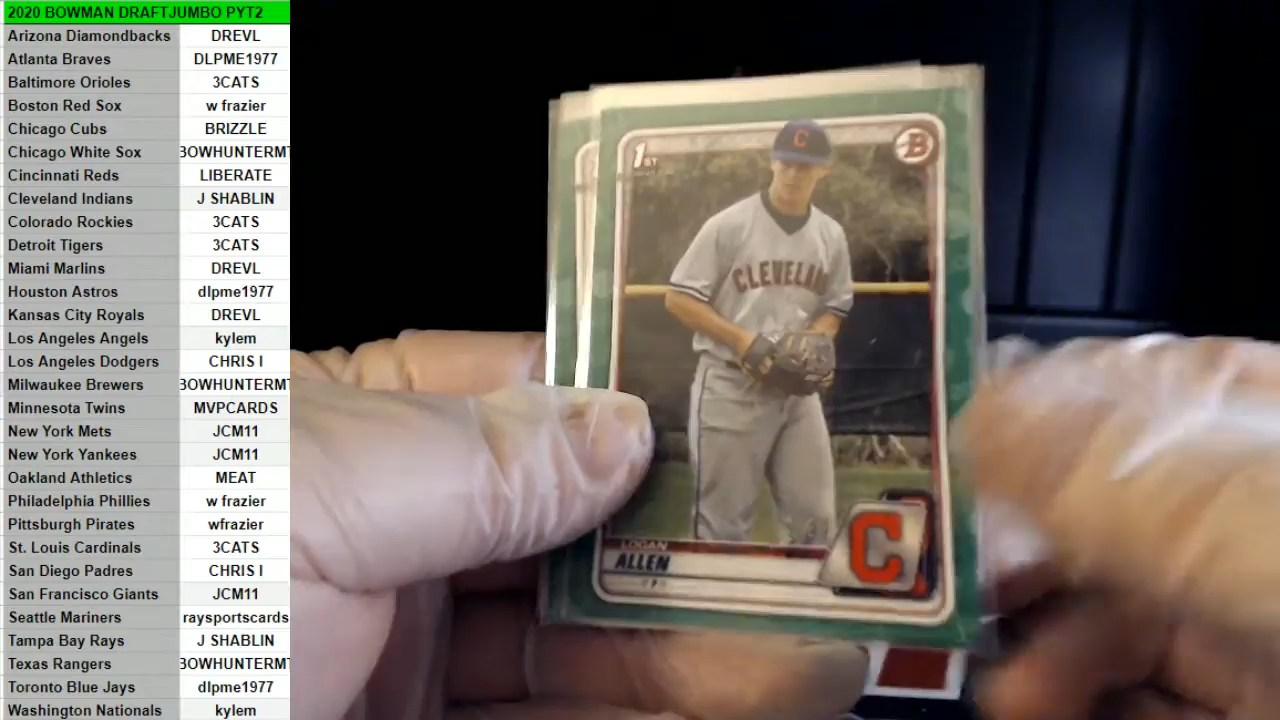 2020 BOWMAN DRAFTJUMBO PYT2
Arizona Diamondbacks DREVL
Atlanta Braves DLPME1977
Baltimore Orioles 3CATS
Boston Red Sox w frazier
Chicago Cubs BRIZZLE
Chicago White Sox BOWHUNTERMT
Cincinnati Reds LIBERATE
Cleveland Indians J SHABLIN
Colorado Rockies 3CATS
Detroit Tigers 3CATS
Miami Marlins DREVL
Houston Astros dlpme1977
Kansas City Royals DREVL
Los Angeles Angels kylem
Los Angeles Dodgers CHRIS I
Milwaukee Brewers BOWHUNTERMT
Minnesota Twins MVPCARDS
New York Mets JCM11
New York Yankees JCM11
Oakland Athletics MEAT
Philadelphia Phillies w frazier
Pittsburgh Pirates wfrazier
St. Louis Cardinals 3CATS
San Diego Padres CHRIS I
San Francisco Giants JCM11
Seattle Mariners raysportscards
Tampa Bay Rays J SHABLIN
Texas Rangers BOWHUNTERMT
Toronto Blue Jays dlpme1977
Washington Nationals kylem
1ST
B
C
CLEVELAND
C
LOGAN
ALLEN